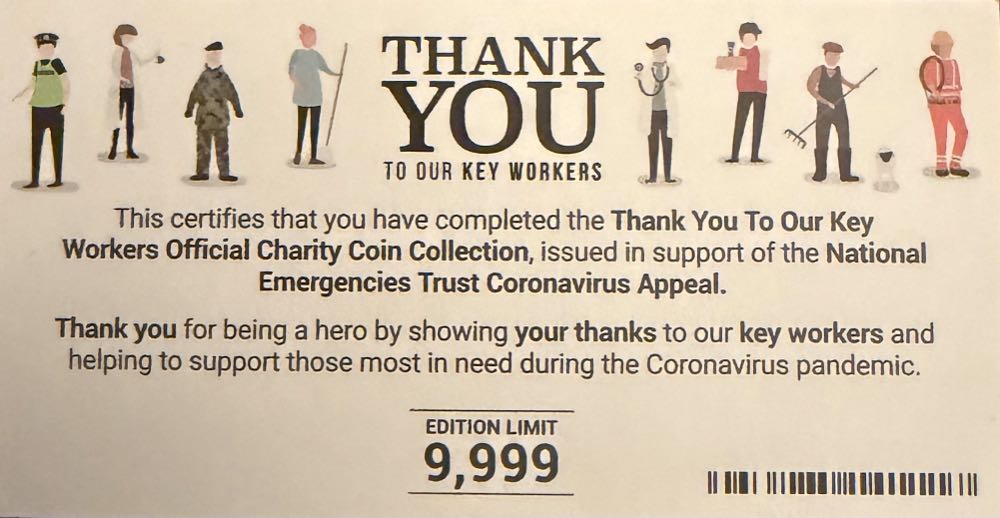 THANK
YOU
TO OUR KEY WORKERS
This certifies that you have completed the Thank You To Our Key
Workers Official Charity Coin Collection, issued in support of the National
Emergencies Trust Coronavirus Appeal.
Thank you for being a hero by showing your thanks to our key workers and
helping to support those most in need during the Coronavirus pandemic.
EDITION LIMIT
9,999